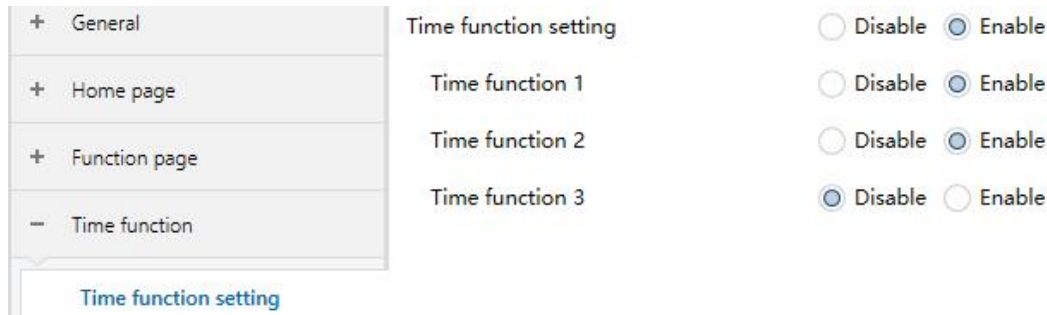 + General
+ Home page
+ Function page
− Time function
Time function setting
Time function setting Disable Enable
Time function 1 Disable Enable
Time function 2 Disable Enable
Time function 3 Disable Enable